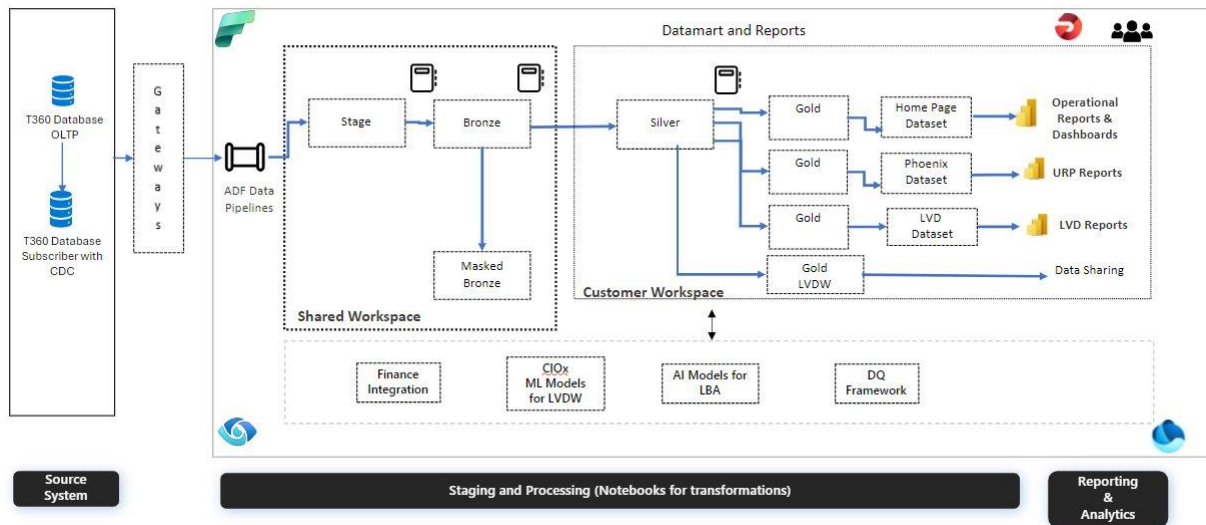 T360 Database
OLTP
T360 Database
Subscriber with
CDC
Gateways
ADF Data
Pipelines
Stage
Bronze
Masked
Bronze
Shared Workspace
Datamart and Reports
Silver
Gold
Home Page
Dataset
Operational
Reports &
Dashboards
Gold
Phoenix
Dataset
URP Reports
Gold
LVD
Dataset
LVD Reports
Gold
LVDW
Data Sharing
Customer Workspace
Finance
Integration
CIOx
ML Models
for LVDW
AI Models for
LBA
DQ
Framework
Source
System
Staging and Processing (Notebooks for transformations)
Reporting
&
Analytics